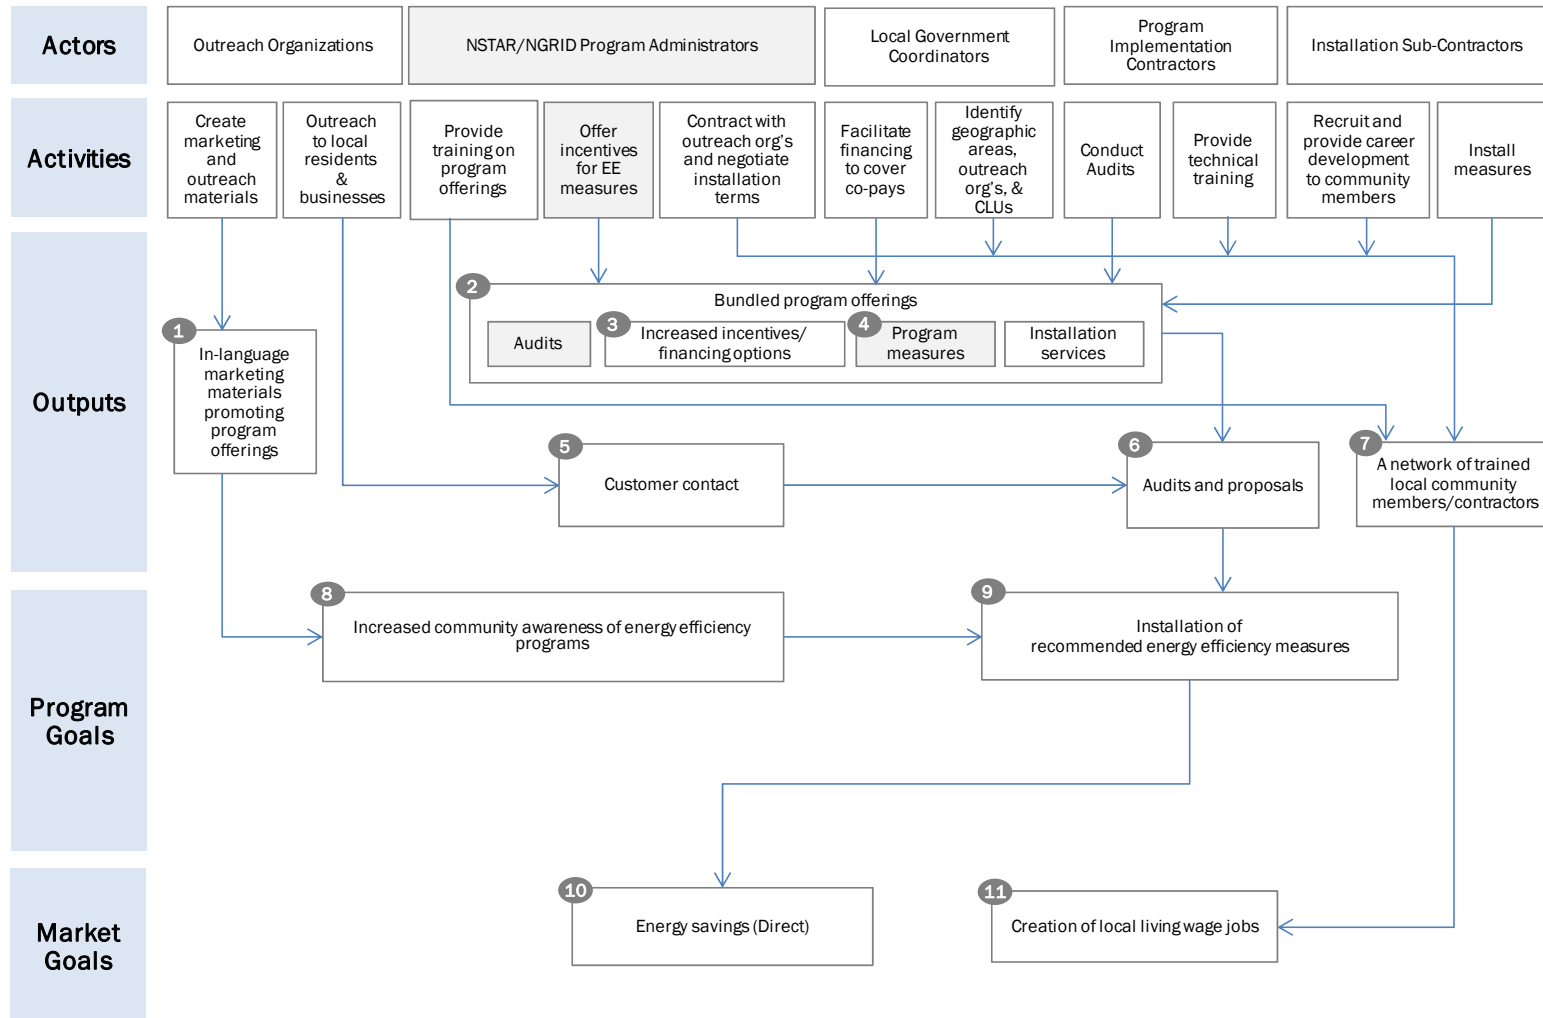 Actors
Outreach Organizations
NSTAR/NGRID Program Administrators
Local Government
Coordinators
Program
Implementation
Contractors
Installation Sub-Contractors
Activities
Create
marketing
and
outreach
materials
Outreach
to local
residents
&
businesses
Provide
training on
program
offerings
Offer
incentives
for EE
measures
Contract with
outreach org's
and negotiate
installation
terms
Facilitate
financing
to cover
co-pays
Identify
geographic
areas,
outreach
org's, &
CLUs
Conduct
Audits
Provide
technical
training
Recruit and
provide career
development
to community
members
Install
measures
Outputs
1
In-language
marketing
materials
promoting
program
offerings
2
Bundled program offerings
Audits
3
Increased incentives/
financing options
4
Program
measures
Installation
services
5
Customer contact
6
Audits and proposals
7
A network of trained
local community
members/contractors
Program
Goals
8
Increased community awareness of energy efficiency
programs
9
Installation of
recommended energy efficiency measures
Market
Goals
10
Energy savings (Direct)
11
Creation of local living wage jobs